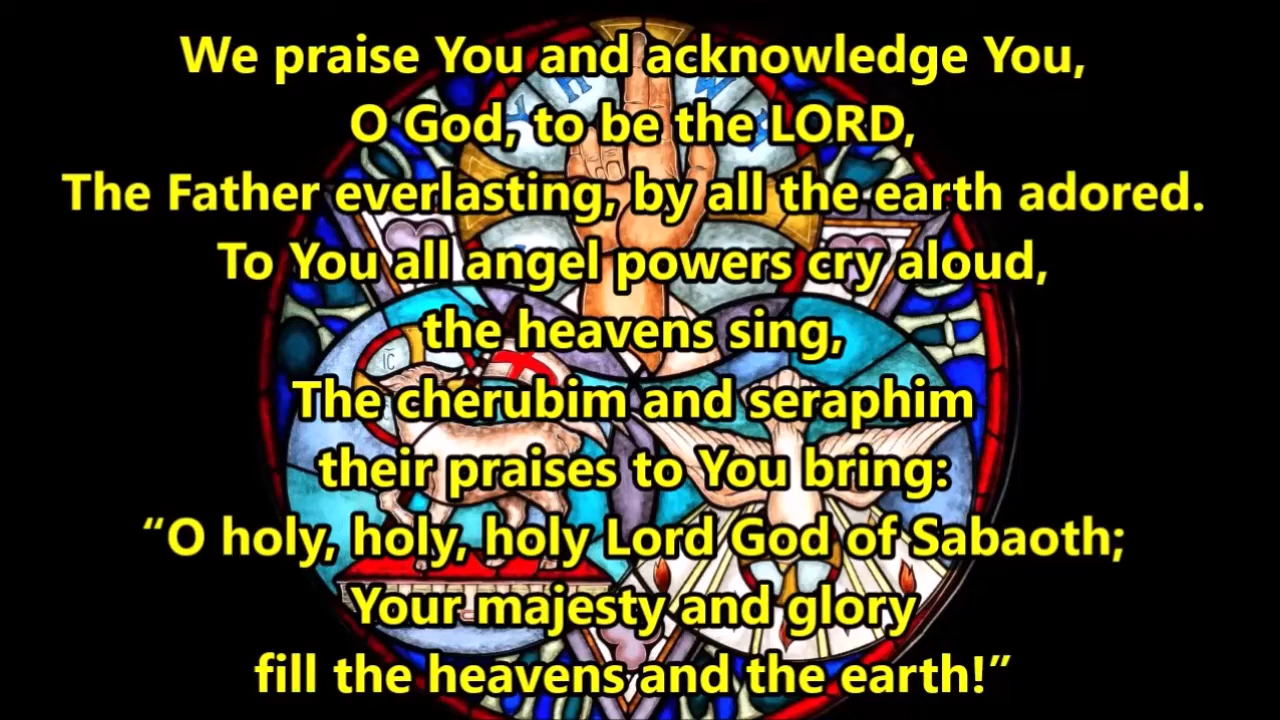 We praise You and acknowledge You,
O God, to be the LORD,
The Father everlasting, by all the earth adored.
To You all angel powers cry aloud,
the heavens sing,
The cherubim and seraphim
their praises to You bring:
“O holy, holy, holy Lord God of Sabaoth;
Your majesty and glory
fill the heavens and the earth!”
Y H W
IC